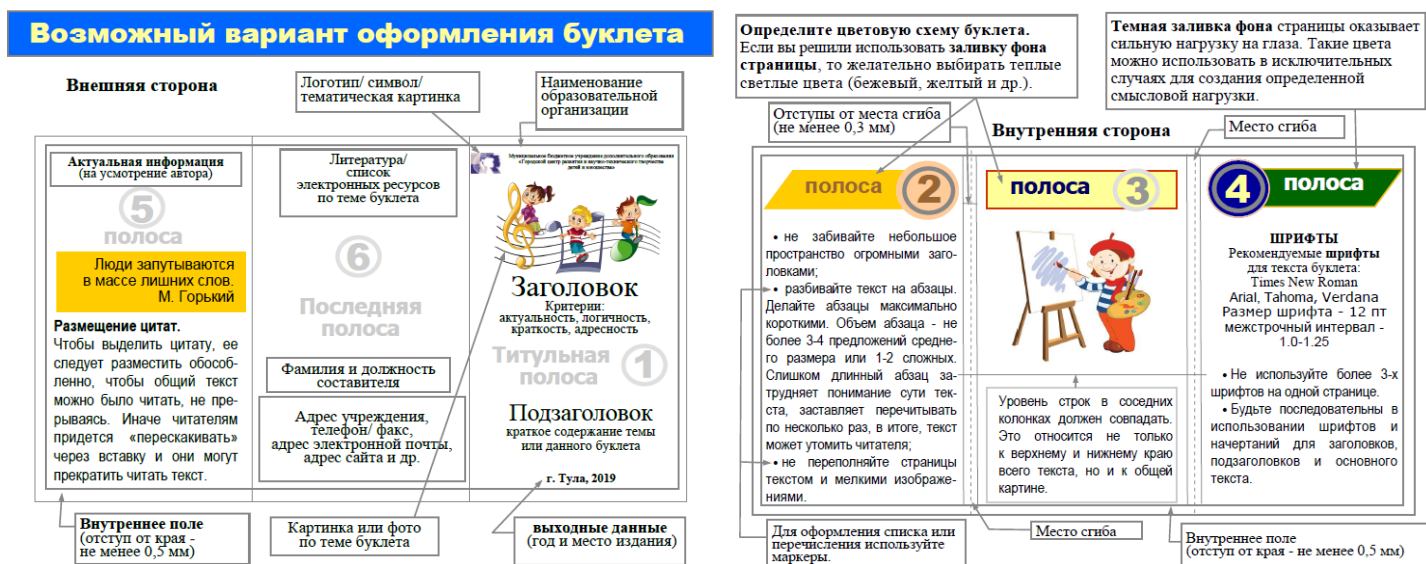 Возможный вариант оформления буклета
Внешняя сторона
Логотип/ символ/
тематическая картинка
Наименование
образовательной
организации
Актуальная информация
(на усмотрение автора)
5
полоса
Люди запутываются
в массе лишних слов.
М. Горький
Размещение цитат.
Чтобы выделить цитату, ее
следует разместить обособ-
ленно, чтобы общий текст
можно было читать, не пре-
рываясь. Иначе читателям
придется «перескакивать»
через вставку и они могут
прекратить читать текст.
Внутреннее поле
(отступ от края -
не менее 0,5 мм)
Литература/
список
электронных ресурсов
по теме буклета
6
Последняя
полоса
Фамилия и должность
составителя
Адрес учреждения,
телефон/ факс,
адрес электронной почты,
адрес сайта и др.
Картинка или фото
по теме буклета
Муниципальное бюджетное учреждение дополнительного образования
«Городской центр развития и научно-технического творчества
детей и юношества»
Заголовок
Критерии:
актуальность, логичность,
краткость, адресность
Титульная
полоса
1
Подзаголовок
краткое содержание темы
или данного буклета
г. Тула, 2019
выходные данные
(год и место издания)
Определите цветовую схему буклета.
Если вы решили использовать заливку фона
страницы, то желательно выбирать теплые
светлые цвета (бежевый, желтый и др.).
Темная заливка фона страницы оказывает
сильную нагрузку на глаза. Такие цвета
можно использовать в исключительных
случаях для создания определенной
смысловой нагрузки.
Отступы от места сгиба
(не менее 0,3 мм)
Внутренняя сторона
Место сгиба
полоса 2
• не забивайте небольшое
пространство огромными заго-
ловками;
• разбивайте текст на абзацы.
Делайте абзацы максимально
короткими. Объем абзаца - не
более 3-4 предложений средне-
го размера или 1-2 сложных.
Слишком длинный абзац за-
трудняет понимание сути тек-
ста, заставляет перечитывать
по несколько раз, в итоге, текст
может утомить читателя;
• не переполняйте страницы
текстом и мелкими изображе-
ниями.
Для оформления списка или
перечисления используйте
маркеры.
полоса 3
Уровень строк в соседних
колонках должен совпадать.
Это относится не только
к верхнему и нижнему краю
всего текста, но и к общей
картине.
Место сгиба
4 полоса
ШРИФТЫ
Рекомендуемые шрифты
для текста буклета:
Times New Roman
Arial, Tahoma, Verdana
Размер шрифта - 12 пт
межстрочный интервал -
1.0-1.25
• Не используйте более 3-х
шрифтов на одной странице.
• Будьте последовательны в
использовании шрифтов и
начертаний для заголовков,
подзаголовков и основного
текста.
Внутреннее поле
(отступ от края - не менее 0,5 мм)